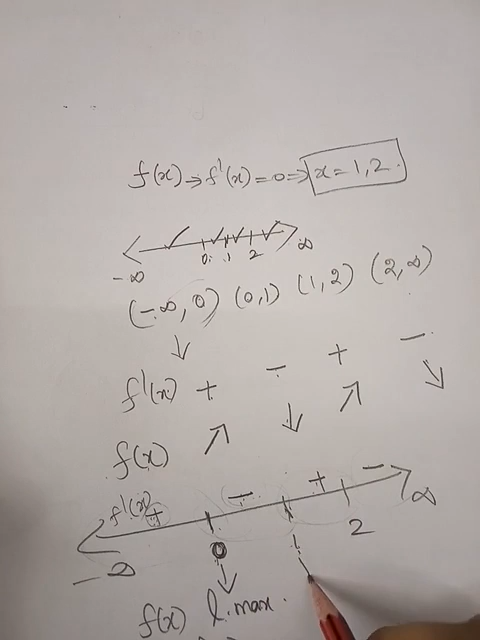 f(x) ⇒ f'(x) = 0 ⇒ x = 1, 2.
-∞ 0. 1 2 ∞
(-∞, 0) (0, 1) (1, 2) (2, ∞)
↓
f'(x) + - + -
f(x) ↗ ↓ ↗ ↘
f'(x) + - + -
-∞ 0 1 2 ∞
↓
f(x) l. max.